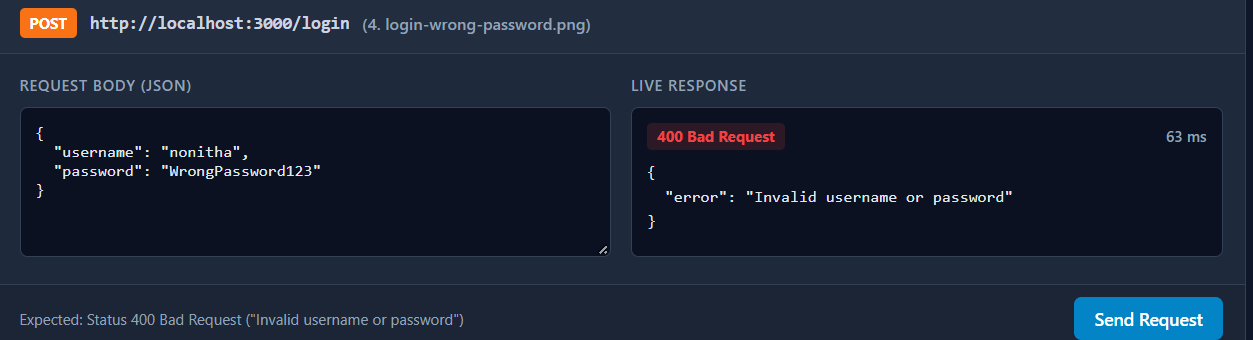 POST http://localhost:3000/login (4. login-wrong-password.png)
REQUEST BODY (JSON)
{
  "username": "nonitha",
  "password": "WrongPassword123"
}
LIVE RESPONSE
400 Bad Request 63 ms
{
  "error": "Invalid username or password"
}
Expected: Status 400 Bad Request ("Invalid username or password")
Send Request